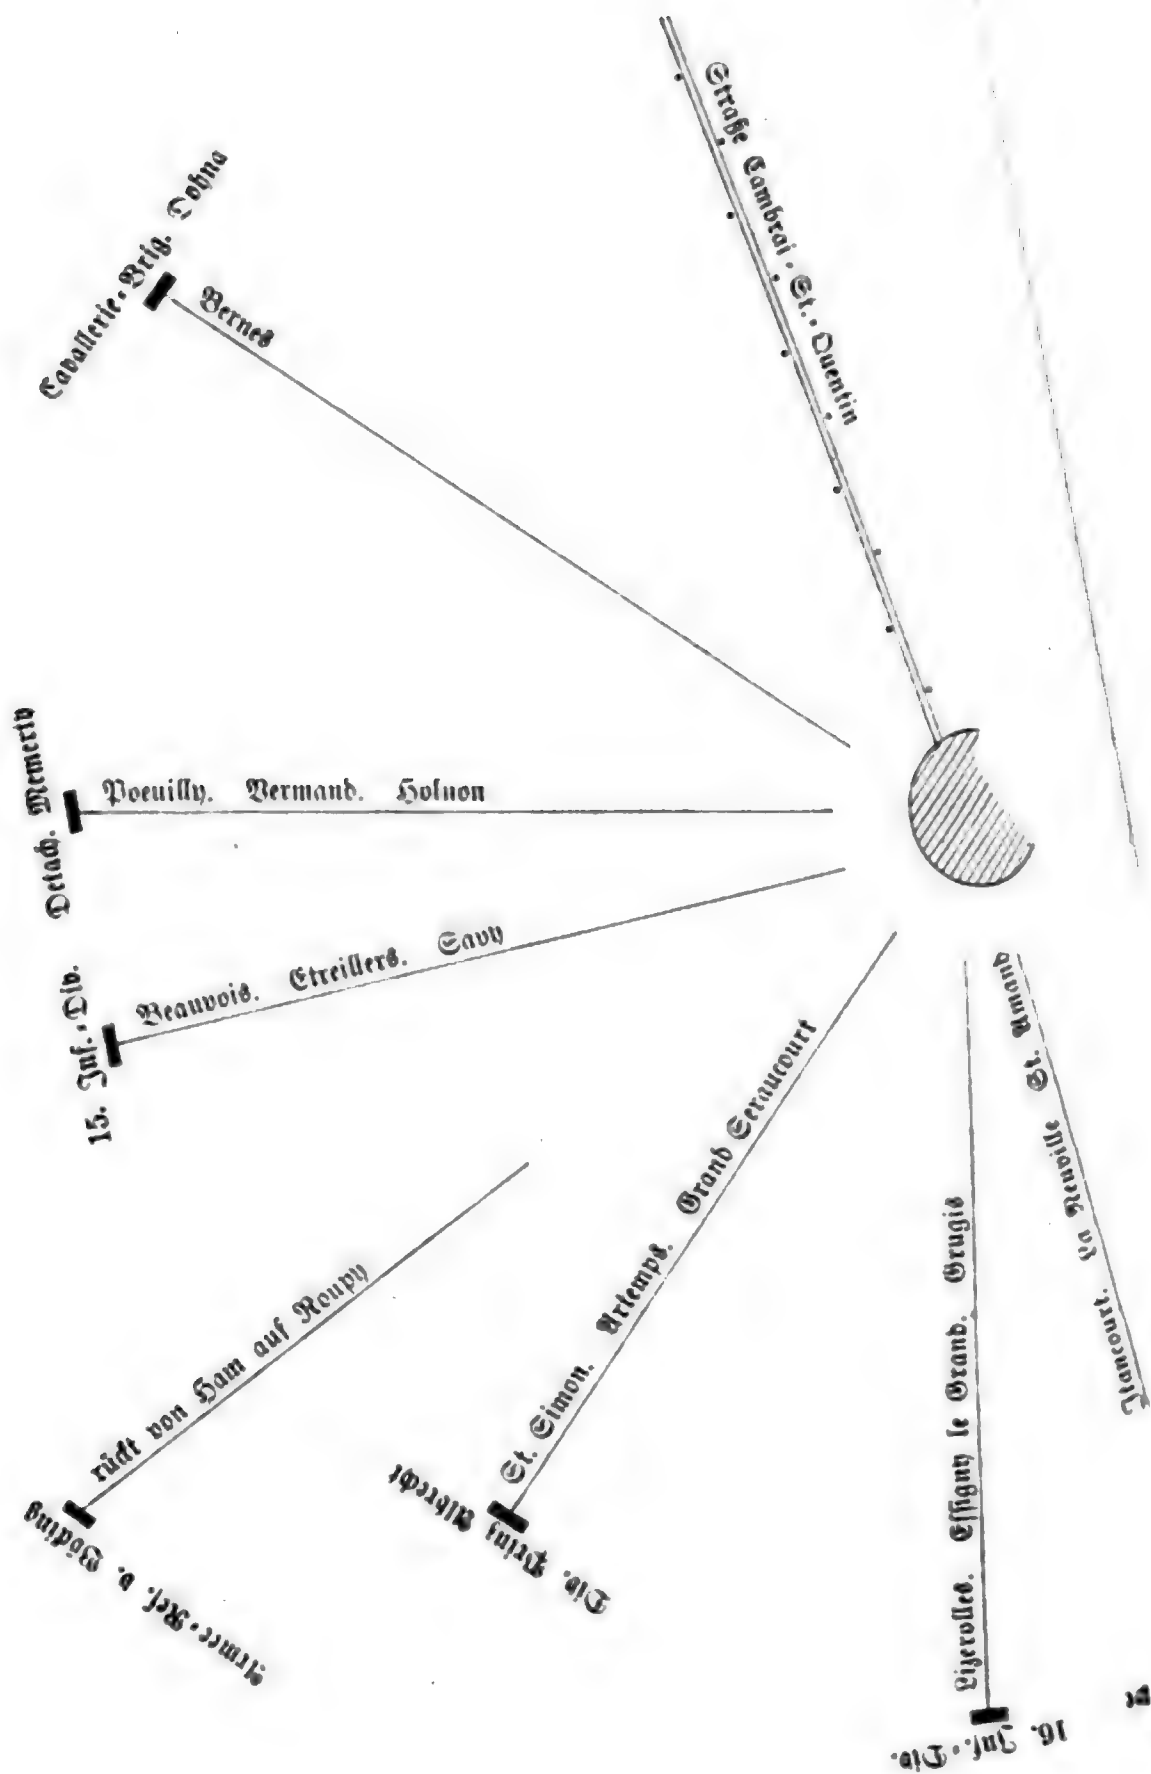 Straße Cambrai-St.-Quentin
Cavallerie-Brig. Dohna
Bernes
Detach. Memerty
Poeuilly. Vermand. Holnon
15. Inf.-Div.
Beauvois. Etreillers. Savy
Armee-Res. v. Böcking
rückt von Ham auf Roupy
Div. Prinz Albrecht
St. Simon. Artemps. Grand Seraucourt
16. Inf.-Div.
Lizerolles. Essigny le Grand. Grugis
Itancourt. La Neuville St. Amand